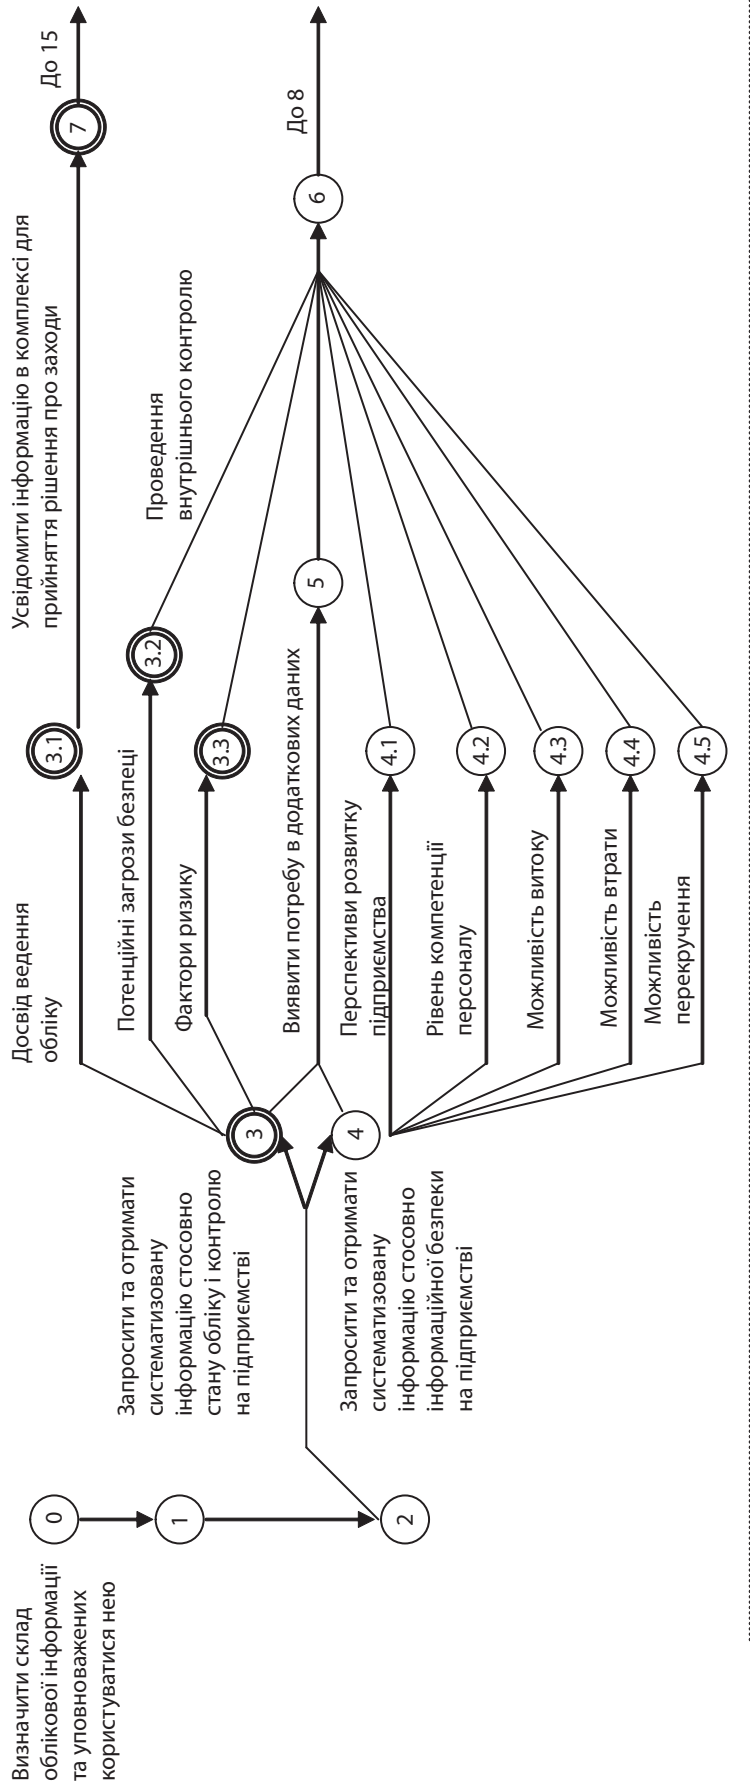 Визначити склад
облікової інформації
та уповноважених
користуватися нею
0
1
2
Запросити та отримати
систематизовану
інформацію стосовно
стану обліку і контролю
на підприємстві
Запросити та отримати
систематизовану
інформацію стосовно
інформаційної безпеки
на підприємстві
3
4
Досвід ведення
обліку
Потенційні загрози безпеці
Фактори ризику
Виявити потребу в додаткових даних
Перспективи розвитку
підприємства
Рівень компетенції
персоналу
Можливість витоку
Можливість втрати
Можливість
перекручення
3.1
3.2
3.3
5
4.1
4.2
4.3
4.4
4.5
Усвідомити інформацію в комплексі для
прийняття рішення про заходи
Проведення
внутрішнього контролю
6
7
До 15
До 8